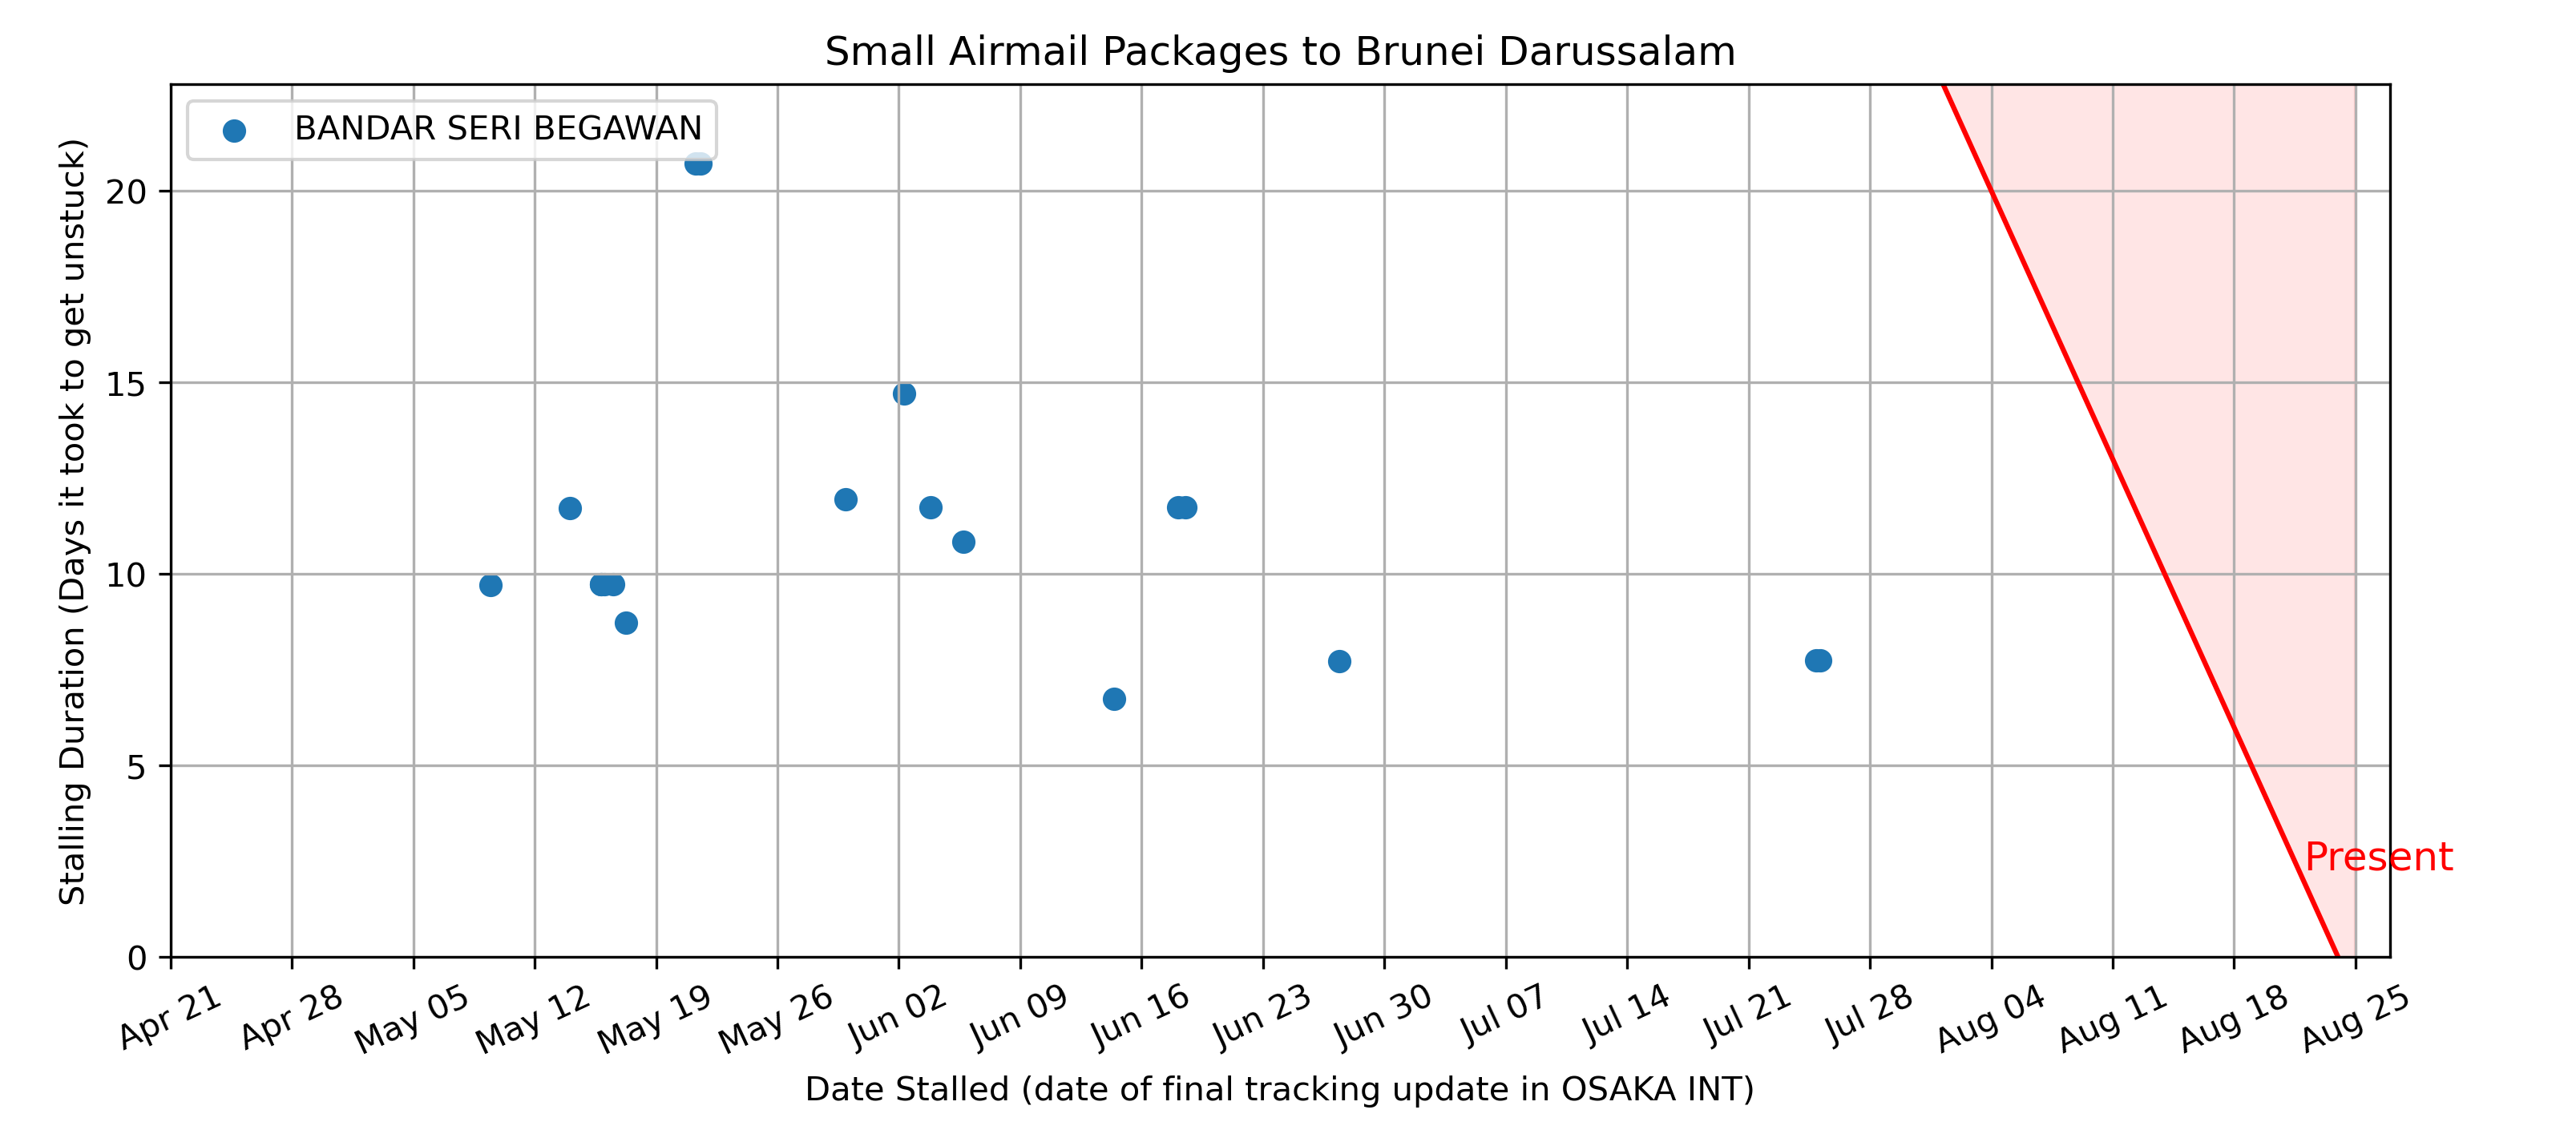 Small Airmail Packages to Brunei Darussalam
BANDAR SERI BEGAWAN
Stalling Duration (Days it took to get unstuck)
20
15
10
5
0
Present
Apr 21
Apr 28
May 05
May 12
May 19
May 26
Jun 02
Jun 09
Jun 16
Jun 23
Jun 30
Jul 07
Jul 14
Jul 21
Jul 28
Aug 04
Aug 11
Aug 18
Aug 25
Date Stalled (date of final tracking update in OSAKA INT)